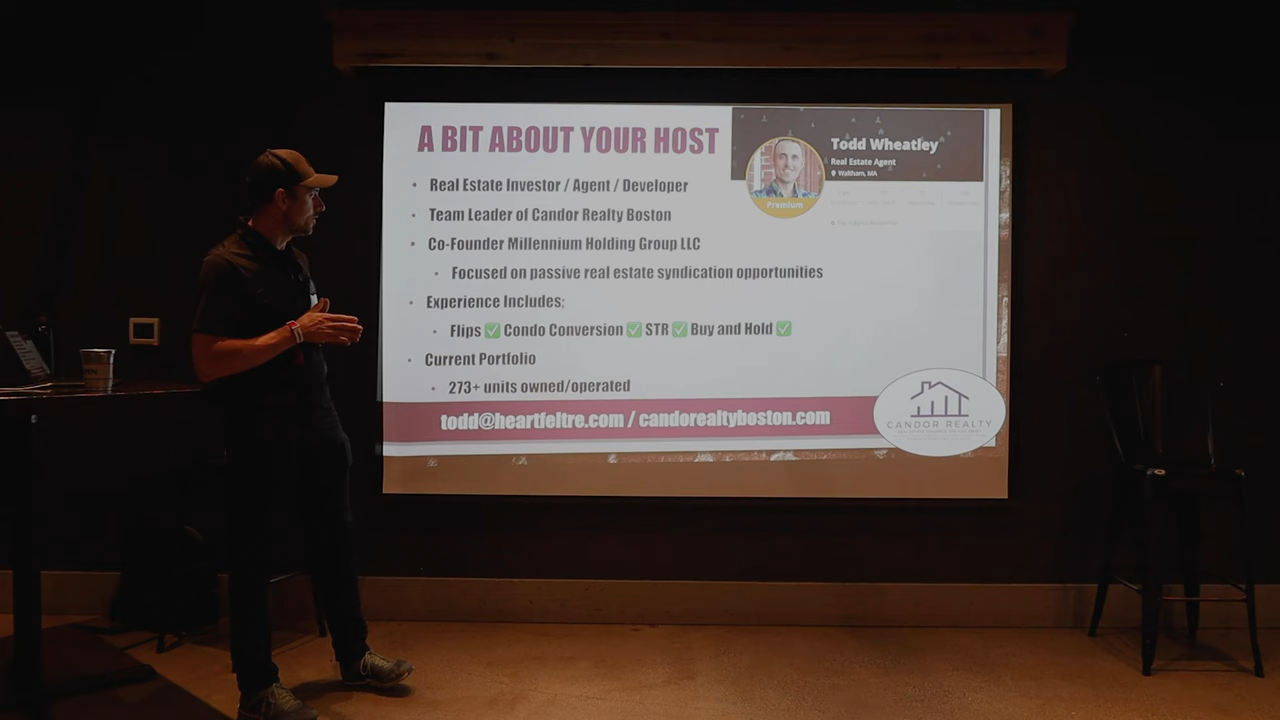 A BIT ABOUT YOUR HOST
Todd Wheatley
Real Estate Agent
Waltham, MA
Premium
• Real Estate Investor / Agent / Developer
• Team Leader of Candor Realty Boston
• Co-Founder Millennium Holding Group LLC
• Focused on passive real estate syndication opportunities
• Experience Includes;
• Flips ✅ Condo Conversion ✅ STR ✅ Buy and Hold ✅
• Current Portfolio
• 273+ units owned/operated
todd@heartfeltre.com / candorealtyboston.com
CANDOR REALTY